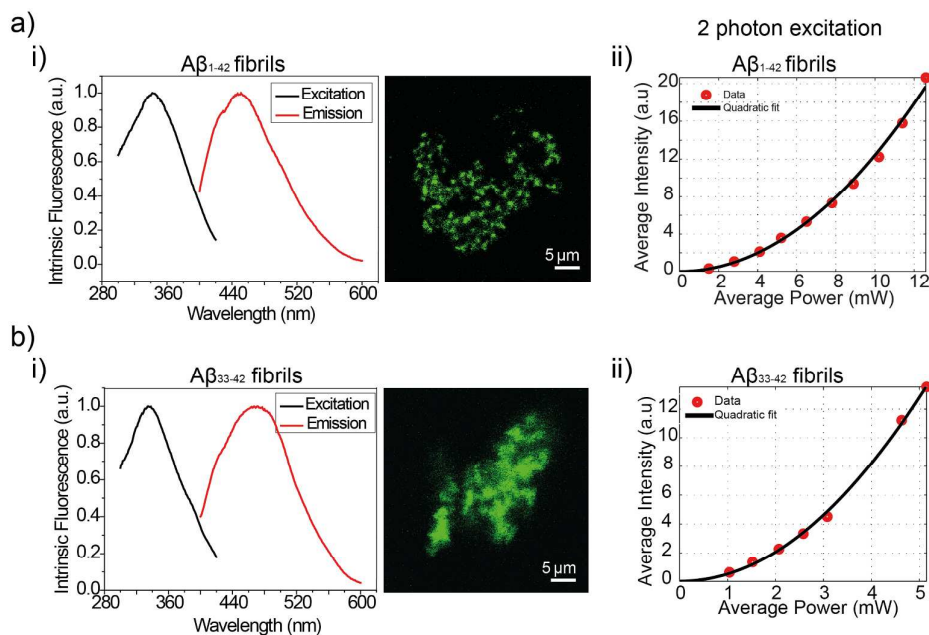 a)
2 photon excitation
i)
Aβ₁₋₄₂ fibrils
Intrinsic Fluorescence (a.u.)
1.0
0.8
0.6
0.4
0.2
0.0
Excitation
Emission
280
360
440
520
600
Wavelength (nm)
5 µm
ii)
Aβ₁₋₄₂ fibrils
Average Intensity (a.u)
20
16
12
8
4
0
Data
Quadratic fit
0
2
4
6
8
10
12
Average Power (mW)
b)
i)
Aβ₃₃₋₄₂ fibrils
Intrinsic Fluorescence (a.u.)
1.0
0.8
0.6
0.4
0.2
0.0
Excitation
Emission
280
360
440
520
600
Wavelength (nm)
5 µm
ii)
Aβ₃₃₋₄₂ fibrils
Average Intensity (a.u)
12
10
8
6
4
2
0
Data
Quadratic fit
0
1
2
3
4
5
Average Power (mW)